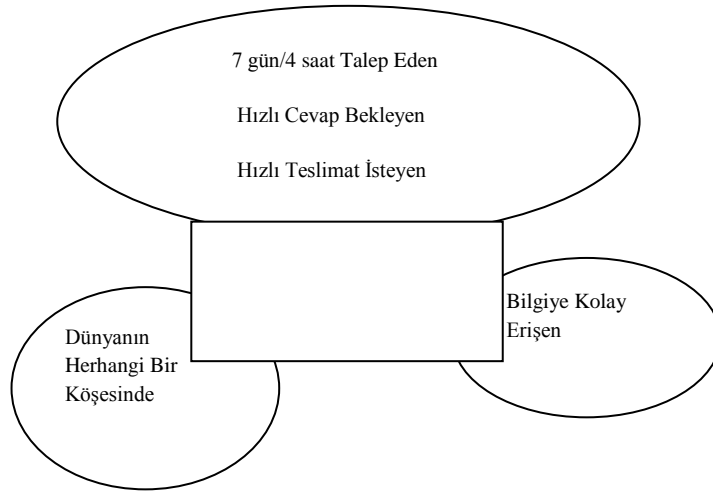 7 gün/4 saat Talep Eden
Hızlı Cevap Bekleyen
Hızlı Teslimat İsteyen
Bilgiye Kolay
Erişen
Dünyanın
Herhangi Bir
Köşesinde